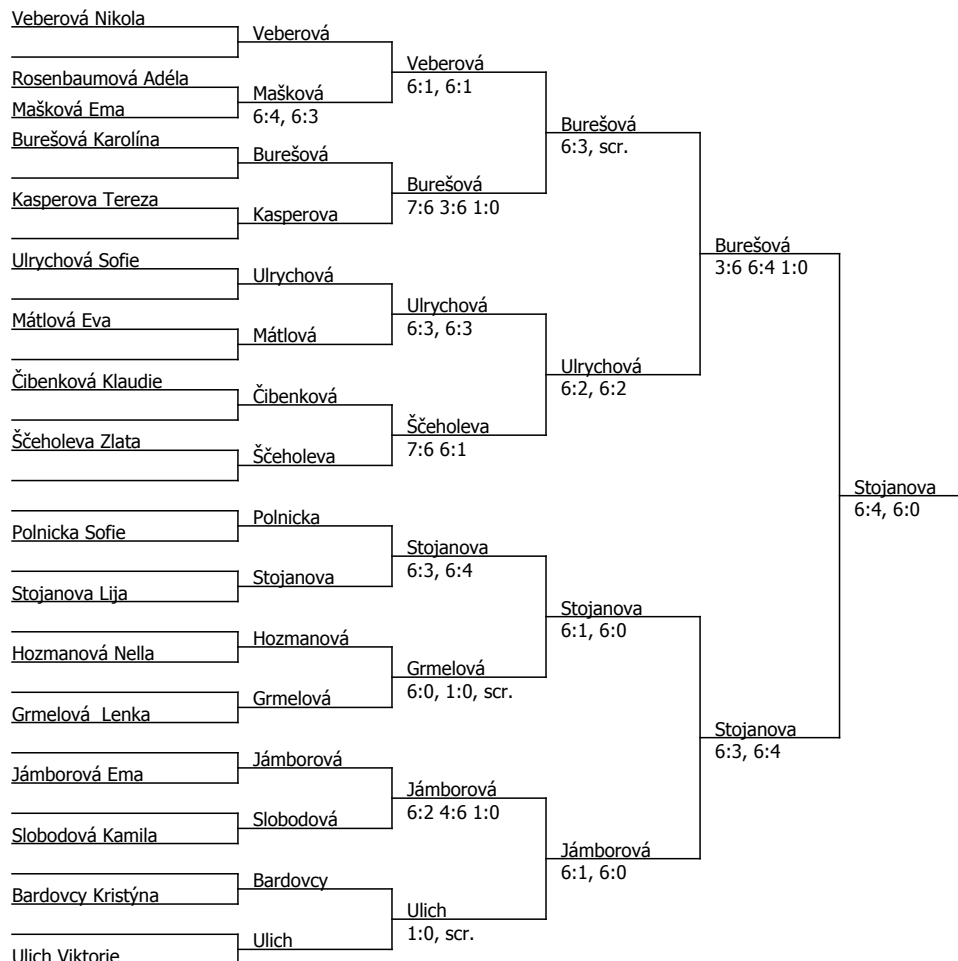 Veberová Nikola
Rosenbaumová Adéla
Mašková Ema
Burešová Karolína
Kasperova Tereza
Ulrychová Sofie
Mátlová Eva
Čibenková Klaudie
Ščeholeva Zlata
Polnicka Sofie
Stojanova Lija
Hozmanová Nella
Grmelová  Lenka
Jámborová Ema
Slobodová Kamila
Bardovcy Kristýna
Ulich Viktorie
Veberová
Mašková
6:4, 6:3
Burešová
Kasperova
Ulrychová
Mátlová
Čibenková
Ščeholeva
Polnicka
Stojanova
Hozmanová
Grmelová
Jámborová
Slobodová
Bardovcy
Ulich
Veberová
6:1, 6:1
Burešová
7:6 3:6 1:0
Ulrychová
6:3, 6:3
Ščeholeva
7:6 6:1
Stojanova
6:3, 6:4
Grmelová
6:0, 1:0, scr.
Jámborová
6:2 4:6 1:0
Ulich
1:0, scr.
Burešová
6:3, scr.
Ulrychová
6:2, 6:2
Stojanova
6:1, 6:0
Jámborová
6:1, 6:0
Burešová
3:6 6:4 1:0
Stojanova
6:3, 6:4
Stojanova
6:4, 6:0